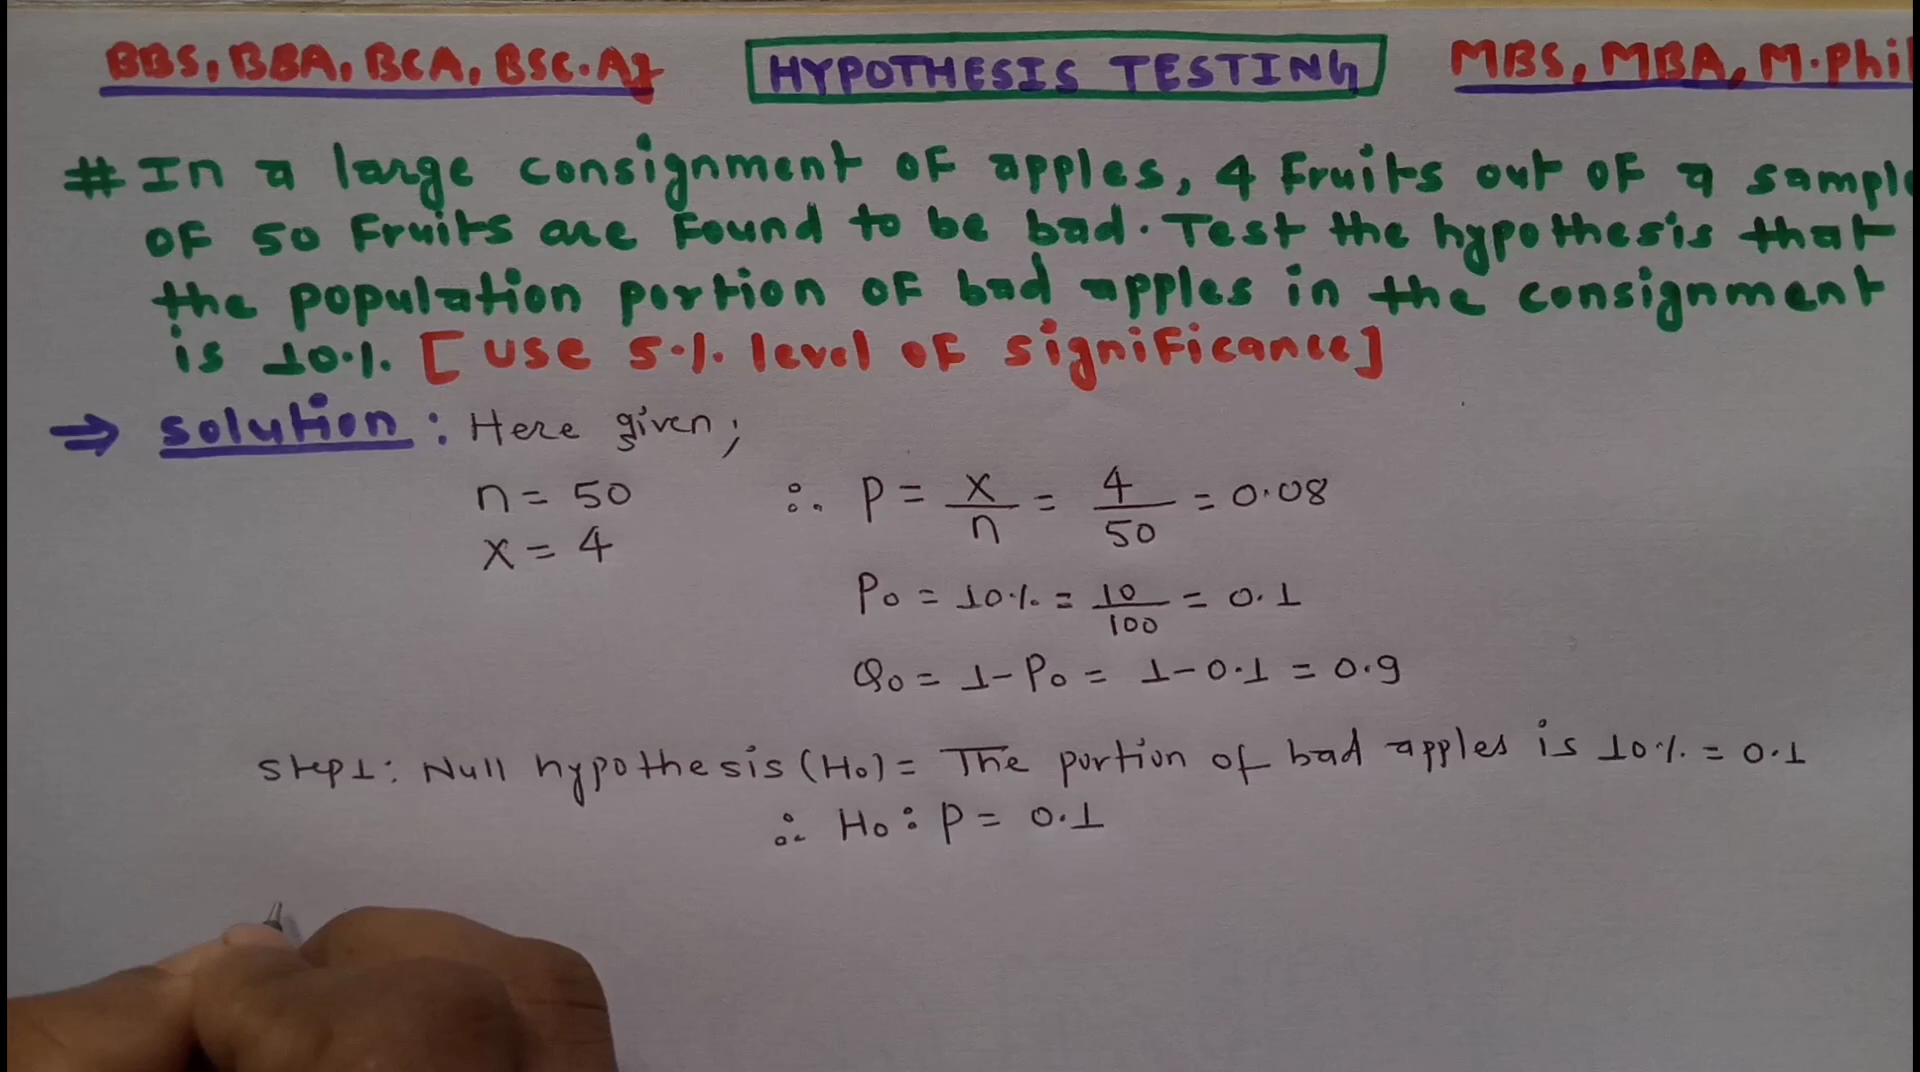 BBS, BBA, BCA, BSC.Ag HYPOTHESIS TESTING MBS, MBA, M.Phil
# In a large consignment of apples, 4 Fruits out of a sample
of 50 Fruits are Found to be bad. Test the hypothesis that
the population portion of bad apples in the consignment
is 10%. [use 5% level of significance]
⇒ solution: Here given;
n = 50 ∴ p = x/n = 4/50 = 0.08
x = 4
P₀ = 10% = 10/100 = 0.1
Q₀ = 1 - P₀ = 1 - 0.1 = 0.9
Step1: Null hypothesis (H₀) = The portion of bad apples is 10% = 0.1
∴ H₀: P = 0.1